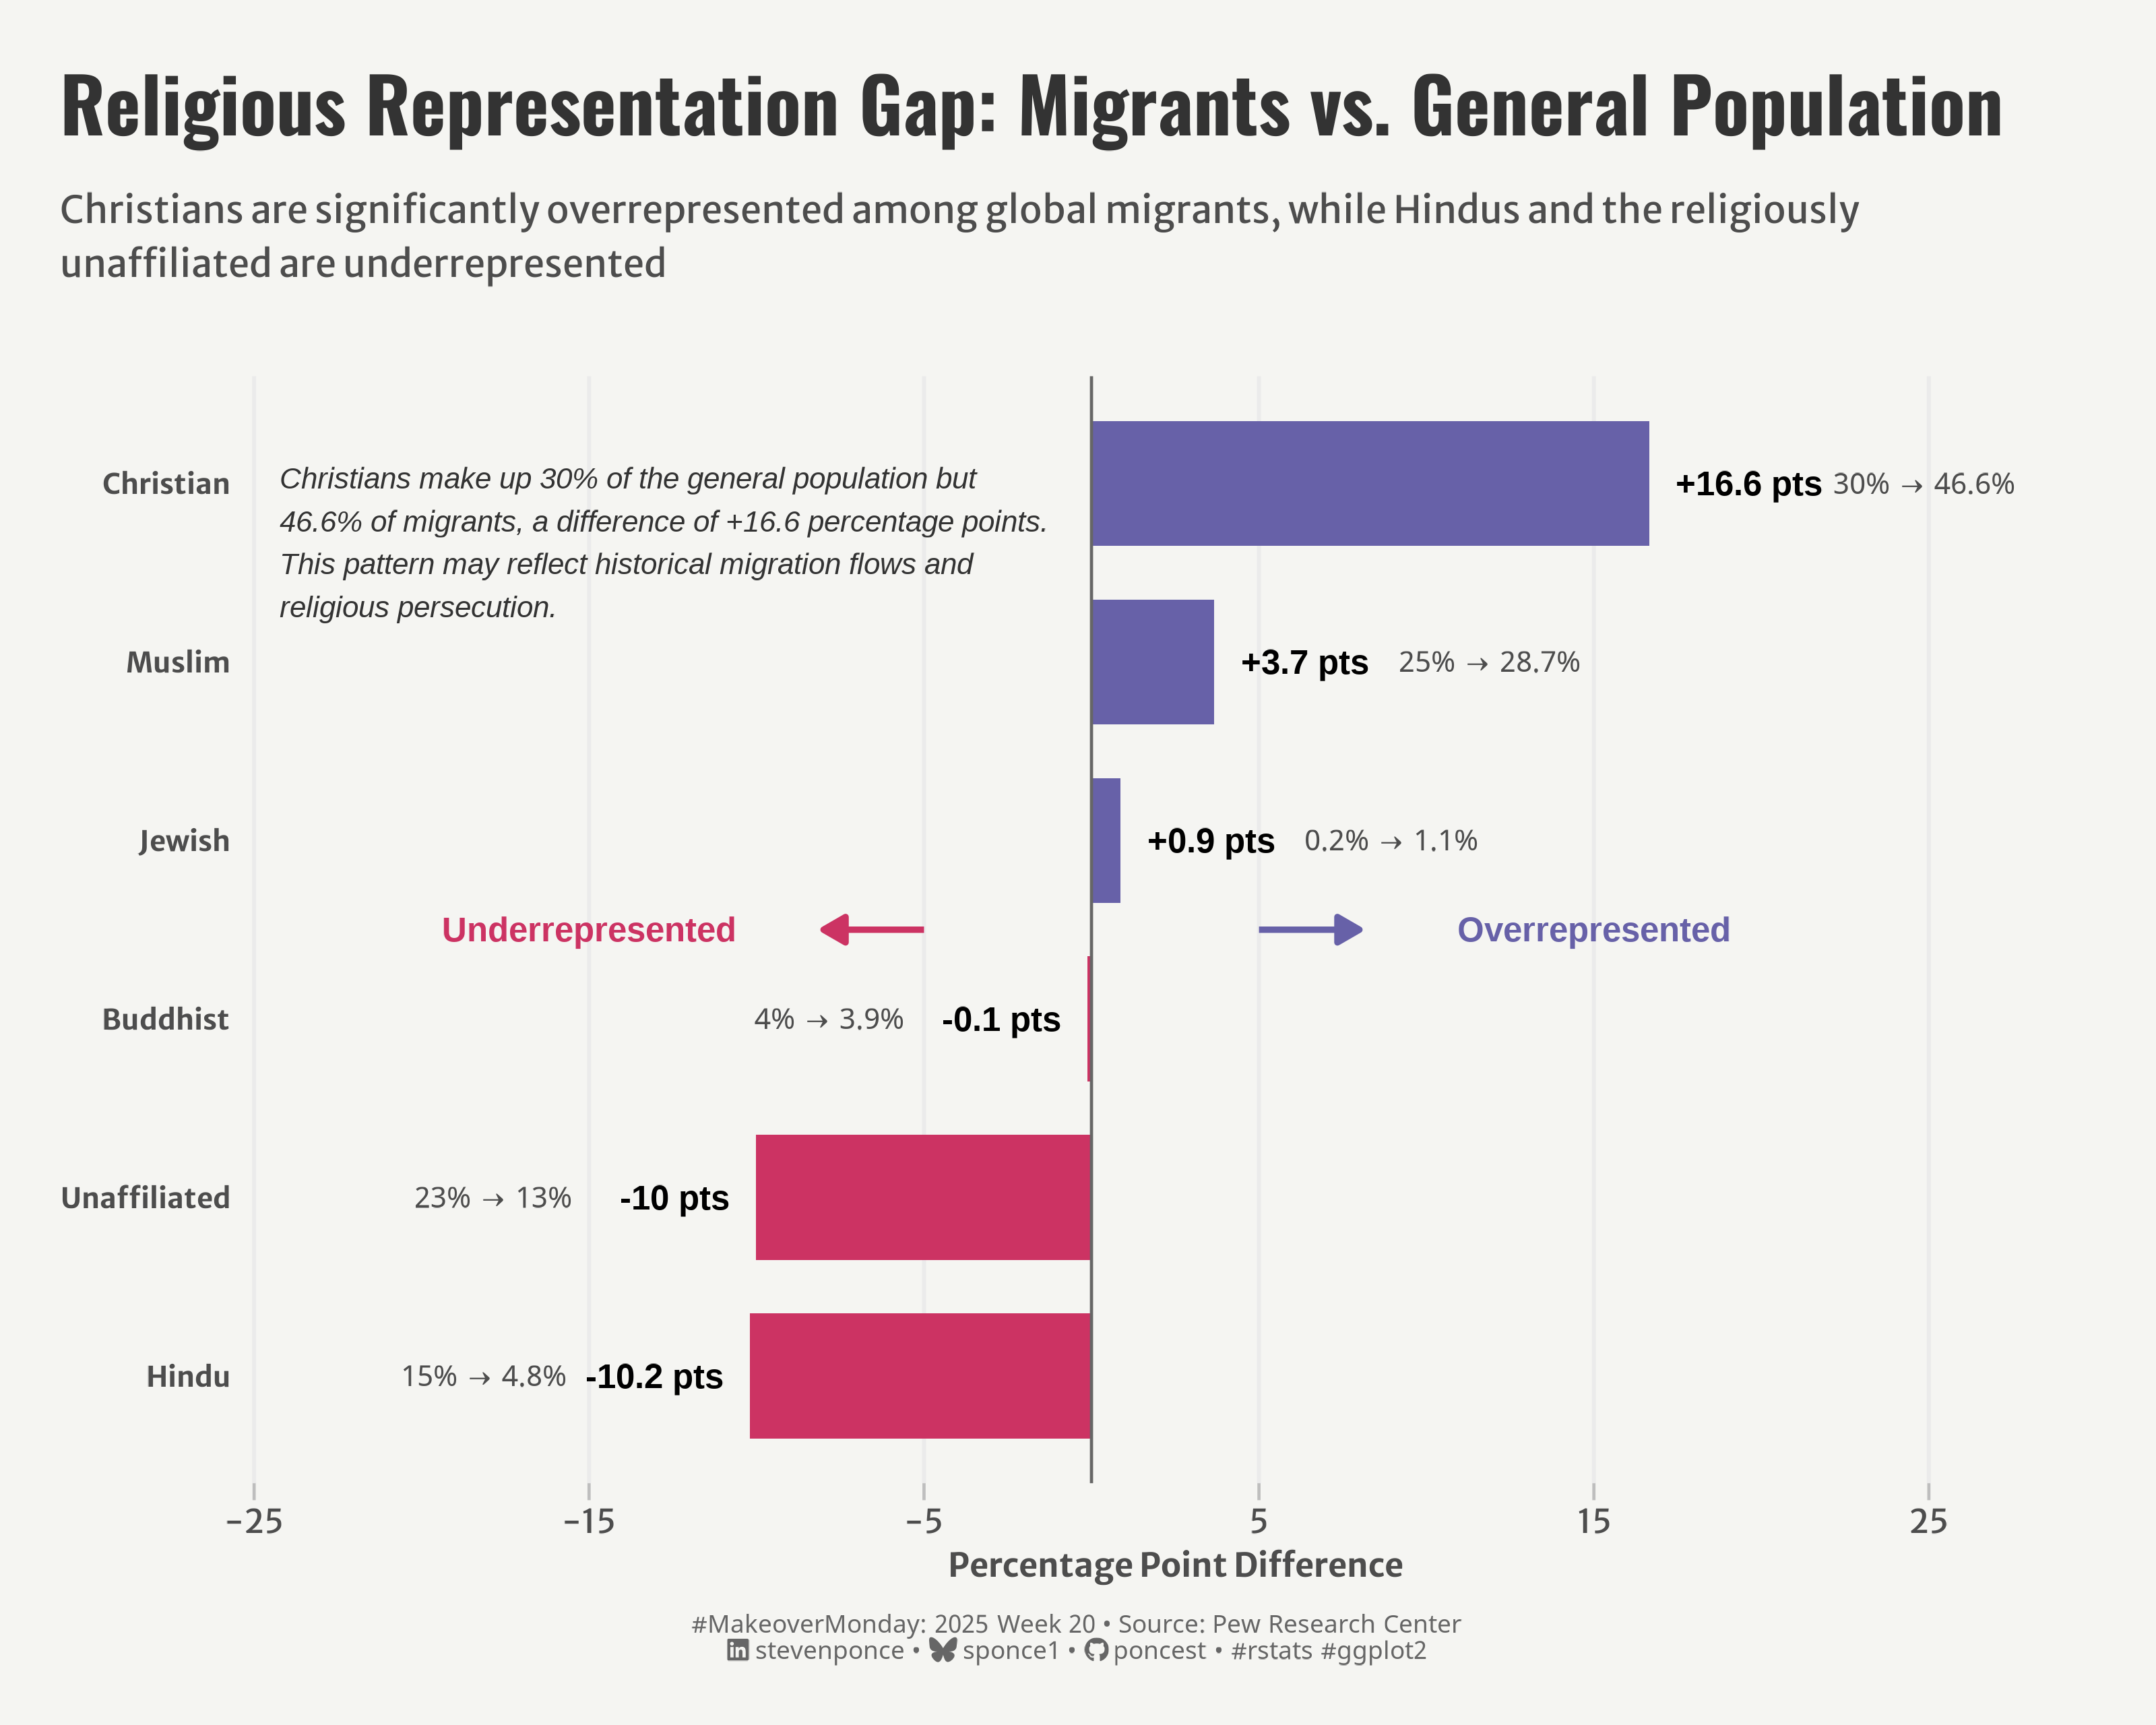 Religious Representation Gap: Migrants vs. General Population
Christians are significantly overrepresented among global migrants, while Hindus and the religiously
unaffiliated are underrepresented
Christian
Christians make up 30% of the general population but
46.6% of migrants, a difference of +16.6 percentage points.
This pattern may reflect historical migration flows and
religious persecution.
+16.6 pts 30% → 46.6%
Muslim
+3.7 pts 25% → 28.7%
Jewish
+0.9 pts 0.2% → 1.1%
Underrepresented
Overrepresented
Buddhist
4% → 3.9% -0.1 pts
Unaffiliated
23% → 13% -10 pts
Hindu
15% → 4.8% -10.2 pts
-25 -15 -5 5 15 25
Percentage Point Difference
#MakeoverMonday: 2025 Week 20 • Source: Pew Research Center
in stevenponce • sponce1 • poncest • #rstats #ggplot2